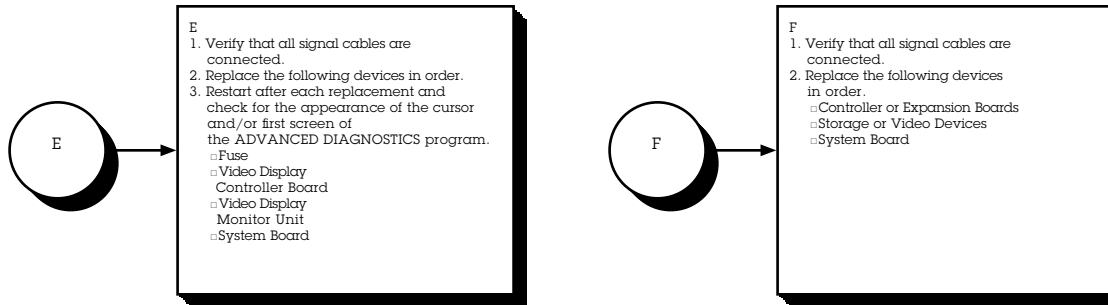 E
E
1. Verify that all signal cables are
connected.
2. Replace the following devices in order.
3. Restart after each replacement and
check for the appearance of the cursor
and/or first screen of
the ADVANCED DIAGNOSTICS program.
□Fuse
□Video Display
Controller Board
□Video Display
Monitor Unit
□System Board
F
F
1. Verify that all signal cables are
connected.
2. Replace the following devices
in order.
□Controller or Expansion Boards
□Storage or Video Devices
□System Board